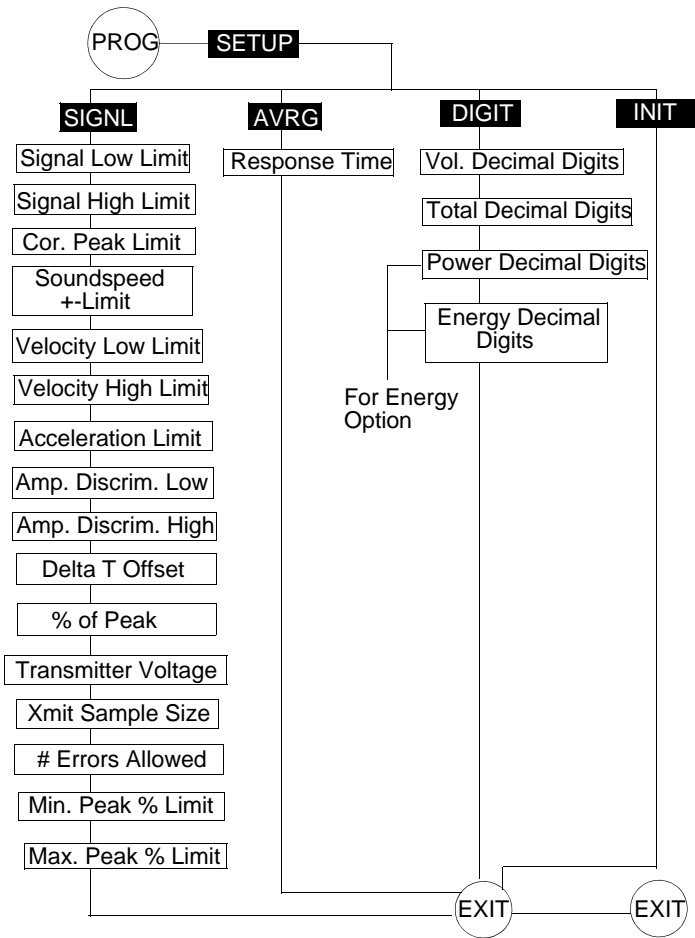 PROG
SETUP
SIGNL
AVRG
DIGIT
INIT
Signal Low Limit
Signal High Limit
Cor. Peak Limit
Soundspeed
+-Limit
Velocity Low Limit
Velocity High Limit
Acceleration Limit
Amp. Discrim. Low
Amp. Discrim. High
Delta T Offset
% of Peak
Transmitter Voltage
Xmit Sample Size
# Errors Allowed
Min. Peak % Limit
Max. Peak % Limit
Response Time
Vol. Decimal Digits
Total Decimal Digits
Power Decimal Digits
Energy Decimal
Digits
For Energy
Option
EXIT
EXIT